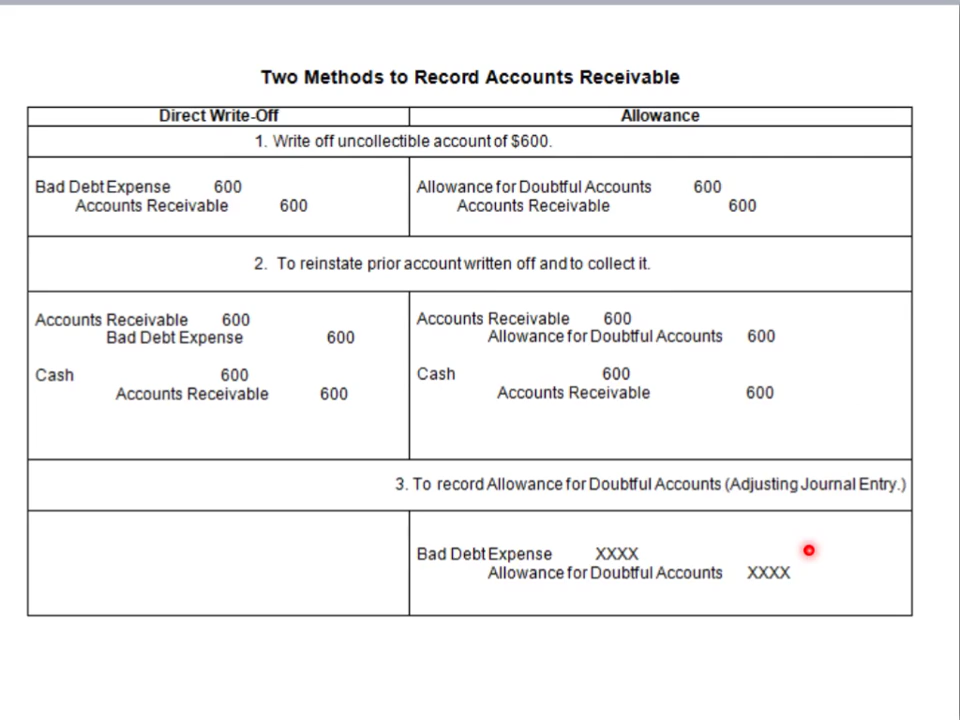 Two Methods to Record Accounts Receivable
Direct Write-Off Allowance
1. Write off uncollectible account of $600.
Bad Debt Expense 600
Accounts Receivable 600
Allowance for Doubtful Accounts 600
Accounts Receivable 600
2. To reinstate prior account written off and to collect it.
Accounts Receivable 600
Bad Debt Expense 600
Cash 600
Accounts Receivable 600
Accounts Receivable 600
Allowance for Doubtful Accounts 600
Cash 600
Accounts Receivable 600
3. To record Allowance for Doubtful Accounts (Adjusting Journal Entry.)
Bad Debt Expense XXXX
Allowance for Doubtful Accounts XXXX